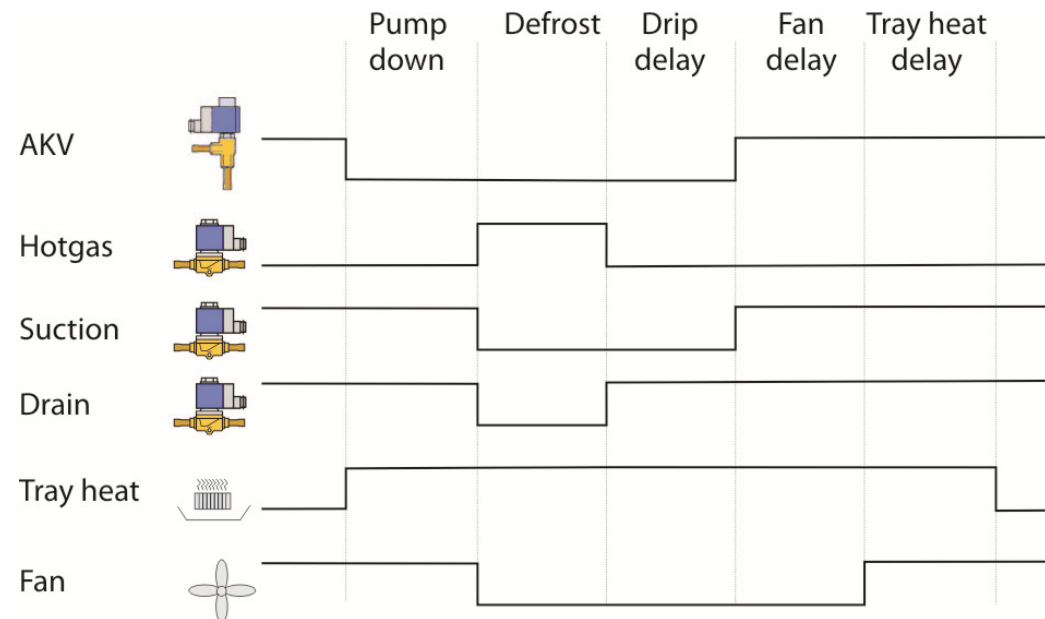 Pump
down
Defrost
Drip
delay
Fan
delay
Tray heat
delay
AKV
Hotgas
Suction
Drain
Tray heat
Fan